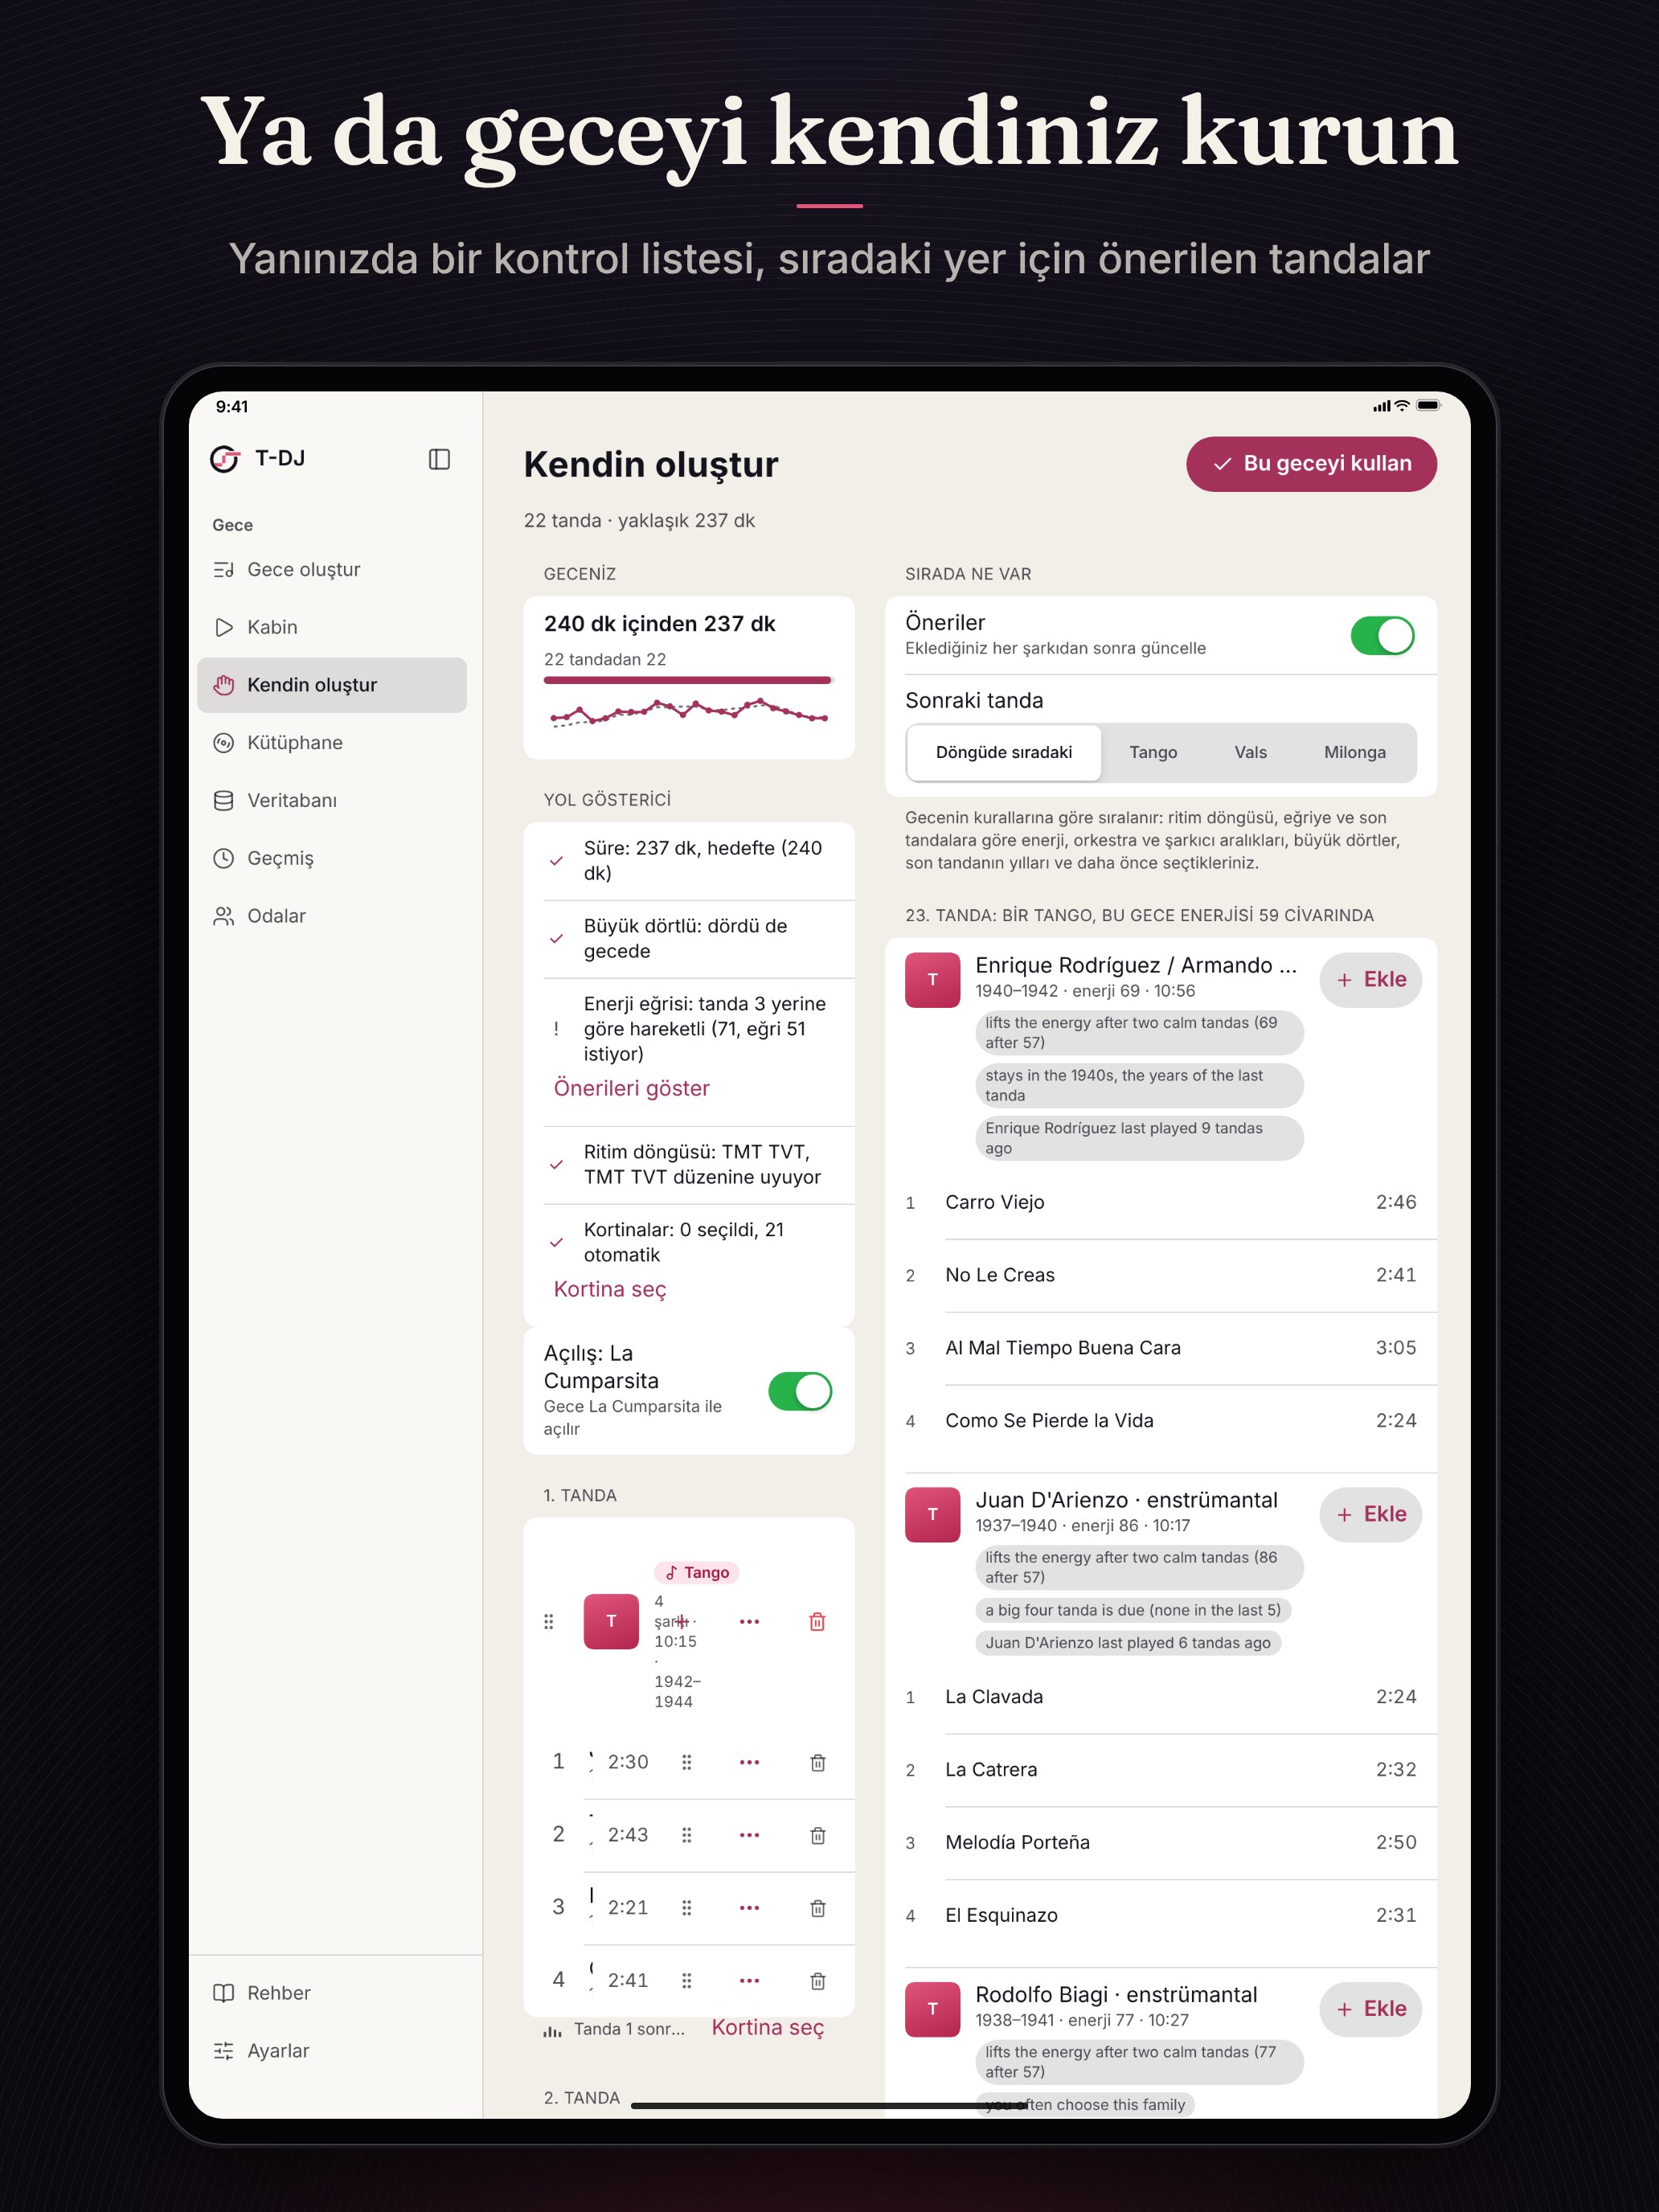 Ya da geceyi kendiniz kurun
Yanınızda bir kontrol listesi, sıradaki yer için önerilen tandalar
9:41
T-DJ
Gece
Gece oluştur
Kabin
Kendin oluştur
Kütüphane
Veritabanı
Geçmiş
Odalar
Rehber
Ayarlar
Kendin oluştur
Bu geceyi kullan
22 tanda · yaklaşık 237 dk
GECENİZ
240 dk içinden 237 dk
22 tandadan 22
YOL GÖSTERİCİ
Süre: 237 dk, hedefte (240
dk)
Büyük dörtlü: dördü de
gecede
! Enerji eğrisi: tanda 3 yerine
göre hareketli (71, eğri 51
istiyor)
Önerileri göster
Ritim döngüsü: TMT TVT,
TMT TVT düzenine uyuyor
Kortinalar: 0 seçildi, 21
otomatik
Kortina seç
Açılış: La
Cumparsita
Gece La Cumparsita ile
açılır
1. TANDA
Tango
T
4
şarkı ·
10:15
·
1942–
1944
1 2:30
2 2:43
3 2:21
4 2:41
Tanda 1 sonr... Kortina seç
2. TANDA
SIRADA NE VAR
Öneriler
Eklediğiniz her şarkıdan sonra güncelle
Sonraki tanda
Döngüde sıradaki Tango Vals Milonga
Gecenin kurallarına göre sıralanır: ritim döngüsü, eğriye ve son
tandalara göre enerji, orkestra ve şarkıcı aralıkları, büyük dörtler,
son tandanın yılları ve daha önce seçtikleriniz.
23. TANDA: BİR TANGO, BU GECE ENERJİSİ 59 CİVARINDA
T
Enrique Rodríguez / Armando ...
+ Ekle
1940–1942 · enerji 69 · 10:56
lifts the energy after two calm tandas (69
after 57)
stays in the 1940s, the years of the last
tanda
Enrique Rodríguez last played 9 tandas
ago
1 Carro Viejo 2:46
2 No Le Creas 2:41
3 Al Mal Tiempo Buena Cara 3:05
4 Como Se Pierde la Vida 2:24
T
Juan D'Arienzo · enstrümantal
+ Ekle
1937–1940 · enerji 86 · 10:17
lifts the energy after two calm tandas (86
after 57)
a big four tanda is due (none in the last 5)
Juan D'Arienzo last played 6 tandas ago
1 La Clavada 2:24
2 La Catrera 2:32
3 Melodía Porteña 2:50
4 El Esquinazo 2:31
T
Rodolfo Biagi · enstrümantal
+ Ekle
1938–1941 · enerji 77 · 10:27
lifts the energy after two calm tandas (77
after 57)
you often choose this family